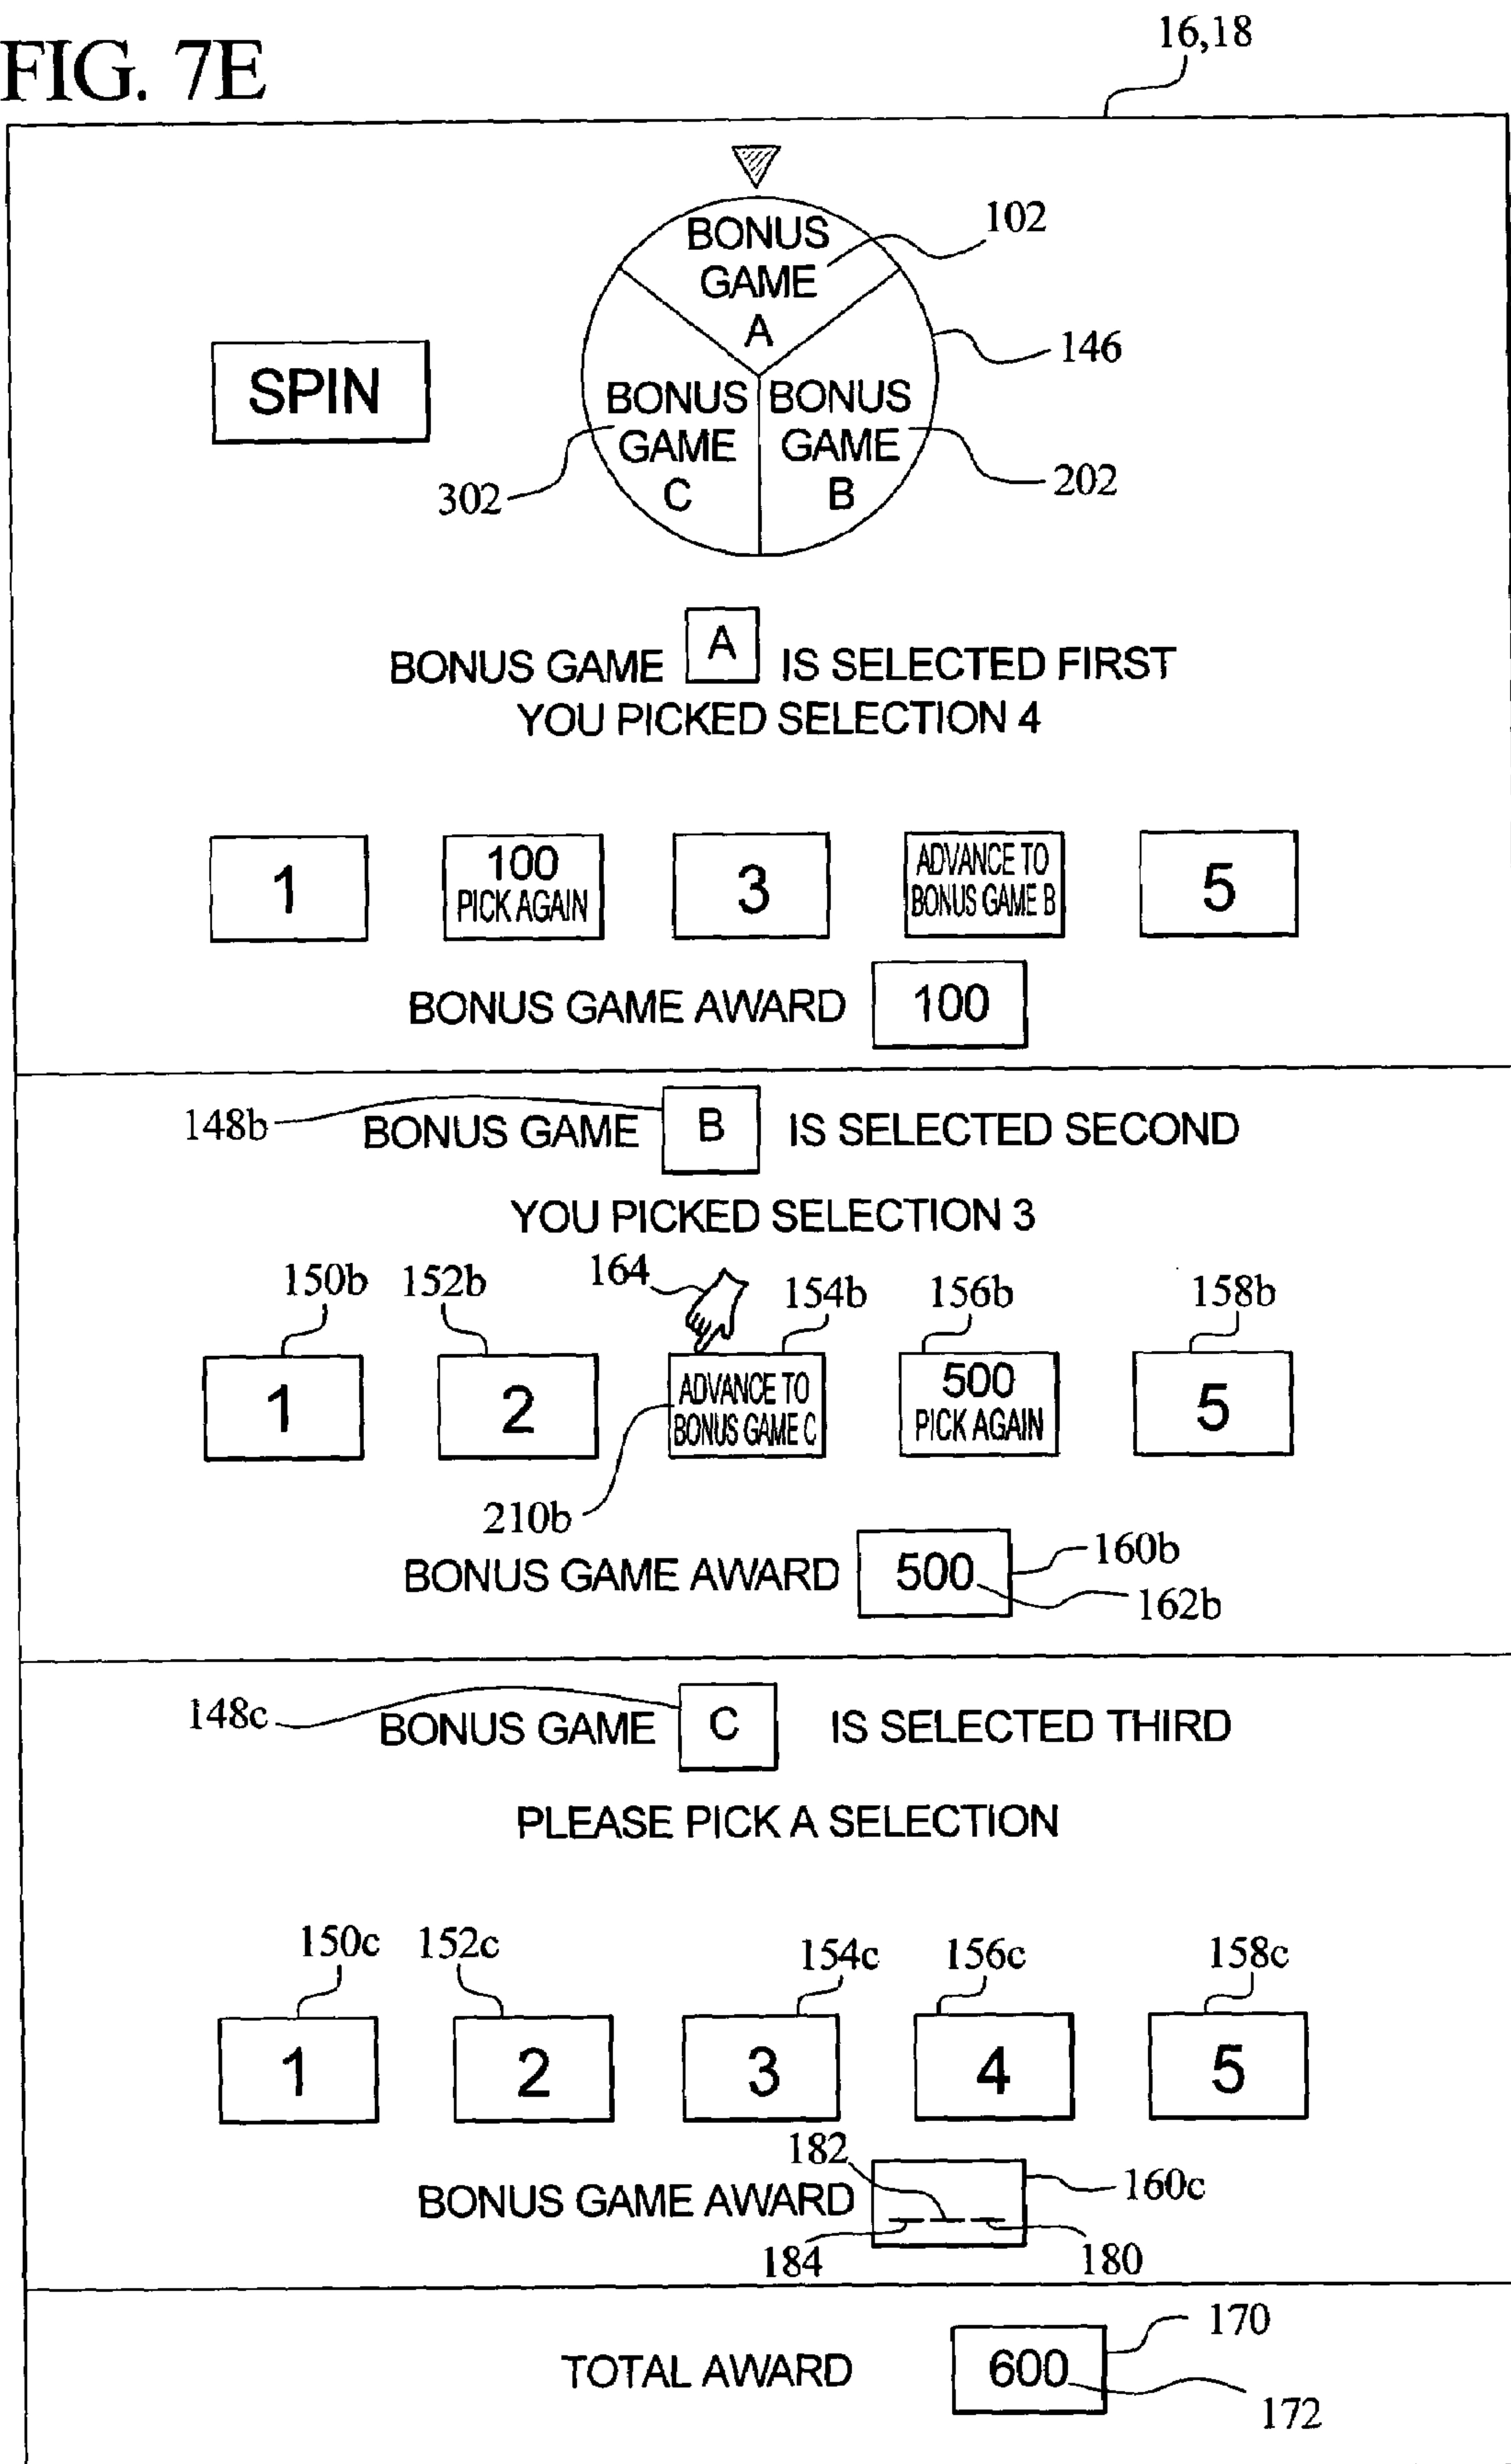 FIG. 7E
16,18
BONUS
GAME
A
102
146
SPIN
BONUS BONUS
GAME GAME
C B
302
202
BONUS GAME A IS SELECTED FIRST
YOU PICKED SELECTION 4
1 100 PICK AGAIN 3 ADVANCE TO BONUS GAME B 5
BONUS GAME AWARD 100
148b BONUS GAME B IS SELECTED SECOND
YOU PICKED SELECTION 3
150b 152b 164 154b 156b 158b
1 2 ADVANCE TO BONUS GAME C 500 PICK AGAIN 5
210b
BONUS GAME AWARD 500 160b
162b
148c BONUS GAME C IS SELECTED THIRD
PLEASE PICK A SELECTION
150c 152c 154c 156c 158c
1 2 3 4 5
182
BONUS GAME AWARD 160c
184 180
TOTAL AWARD 600 170
172